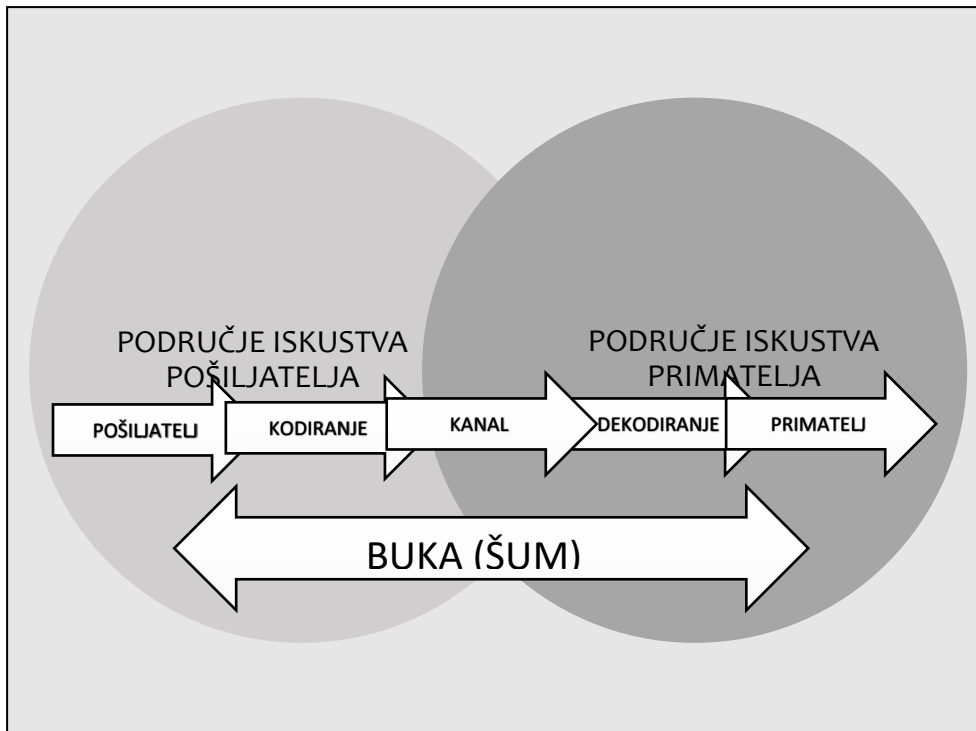 PODRUČJE ISKUSTVA
POŠILJATELJA
PODRUČJE ISKUSTVA
PRIMATELJA
POŠILJATELJ
KODIRANJE
KANAL
DEKODIRANJE
PRIMATELJ
BUKA (ŠUM)